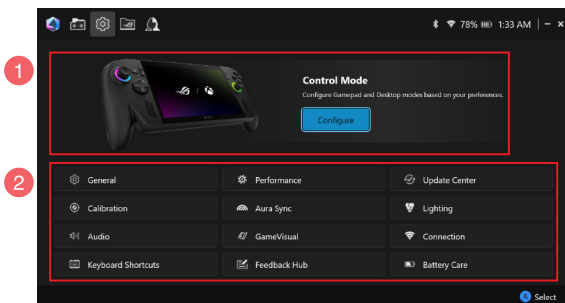 78% 1:33 AM
1
Control Mode
Configure Gamepad and Desktop modes based on your preferences.
Configure
2
General
Performance
Update Center
Calibration
Aura Sync
Lighting
Audio
GameVisual
Connection
Keyboard Shortcuts
Feedback Hub
Battery Care
A Select